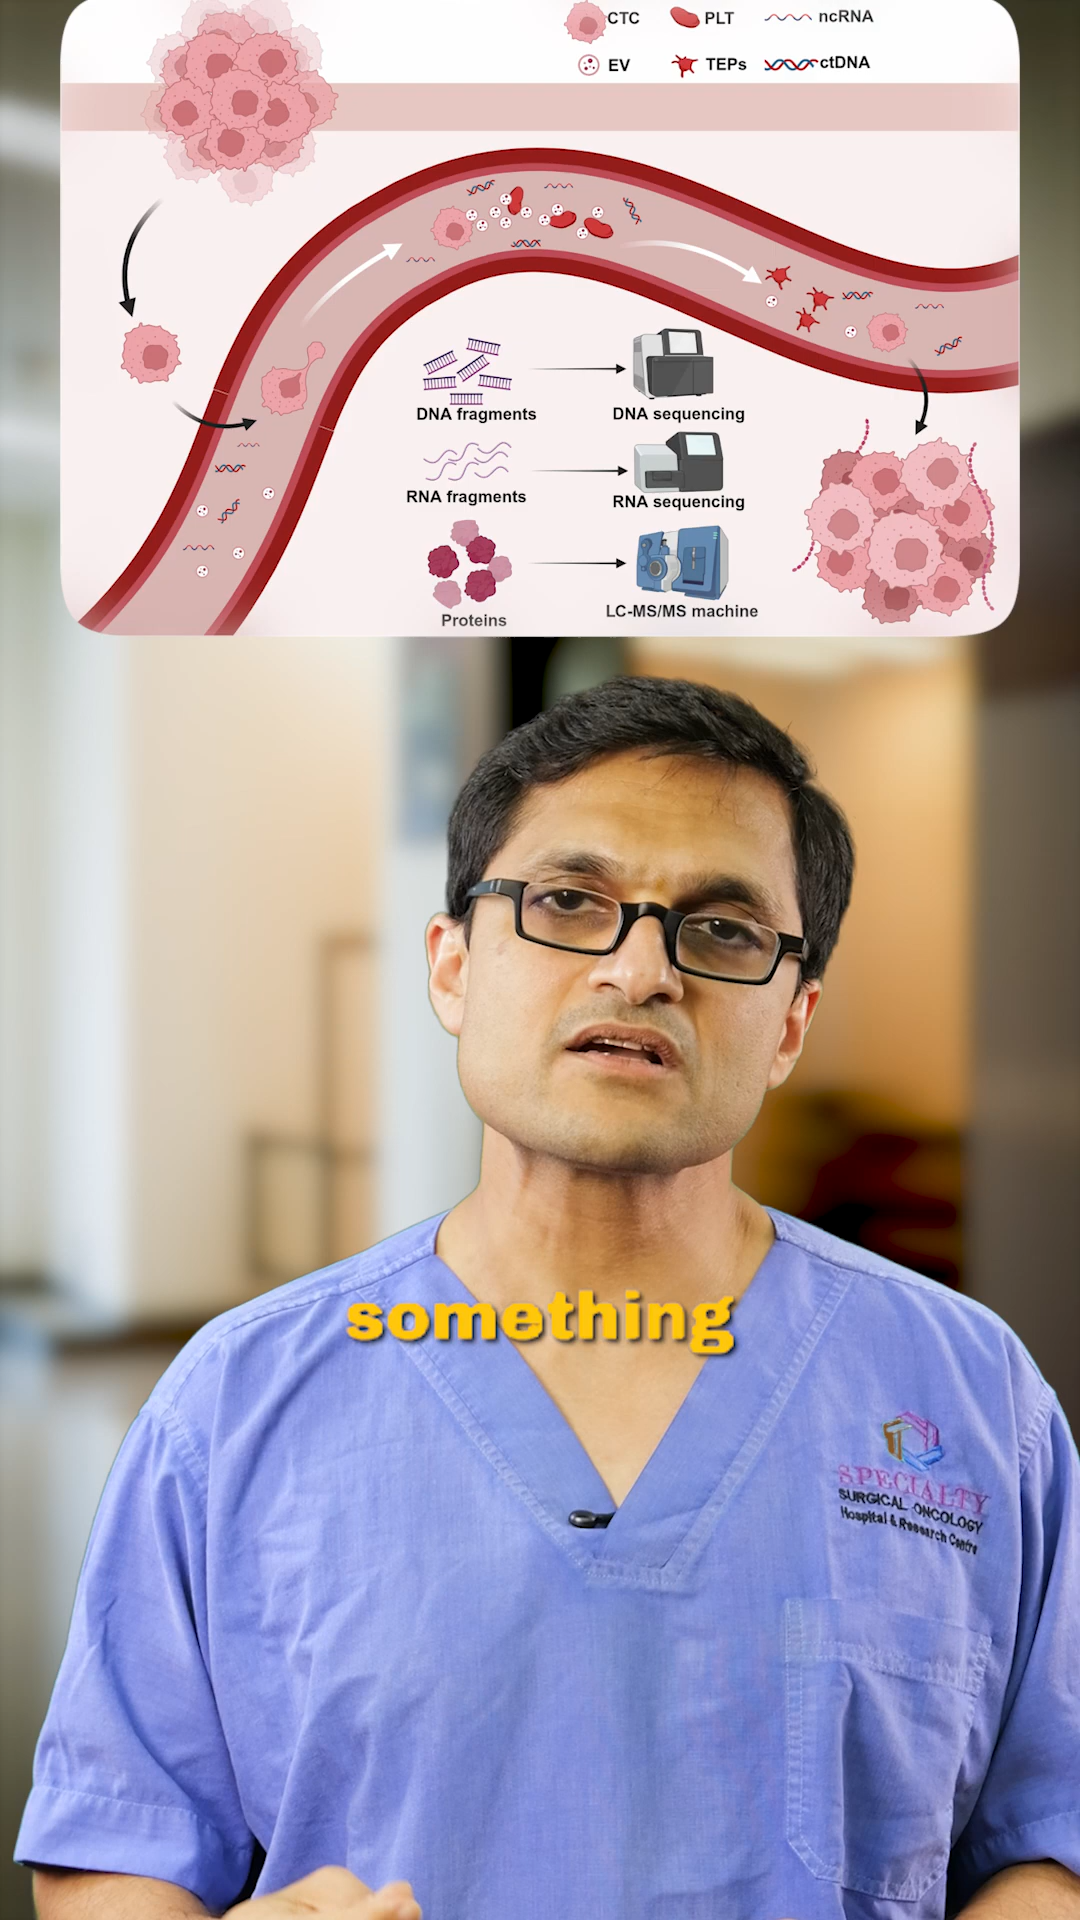 CTC PLT ncRNA
EV TEPs ctDNA
DNA fragments DNA sequencing
RNA fragments RNA sequencing
Proteins LC-MS/MS machine
something
SPECIALTY
SURGICAL ONCOLOGY
Hospital & Research Centre